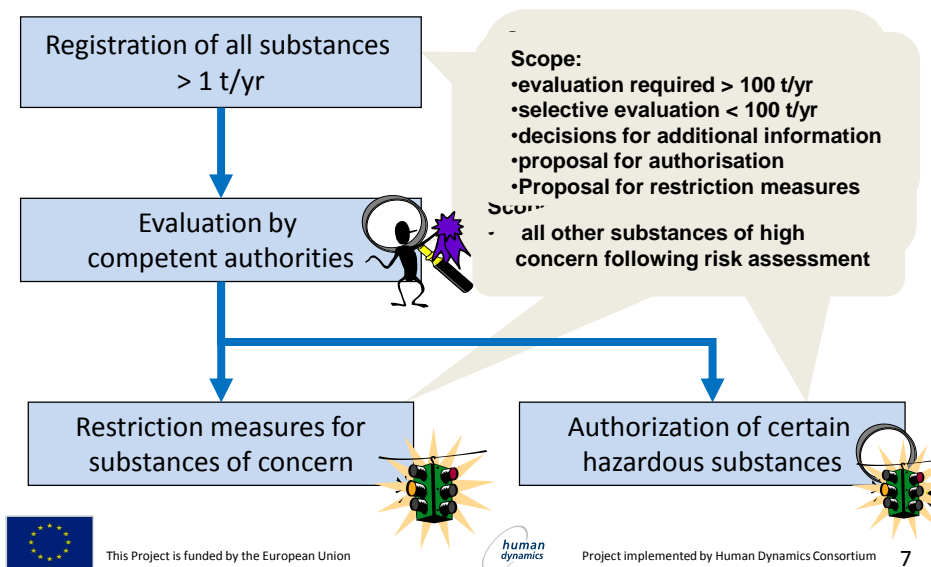 Registration of all substances
> 1 t/yr
Scope:
•evaluation required > 100 t/yr
•selective evaluation < 100 t/yr
•decisions for additional information
•proposal for authorisation
•Proposal for restriction measures
all other substances of high
concern following risk assessment
Evaluation by
competent authorities
Restriction measures for
substances of concern
Authorization of certain
hazardous substances
This Project is funded by the European Union
human
dynamics
Project implemented by Human Dynamics Consortium
7